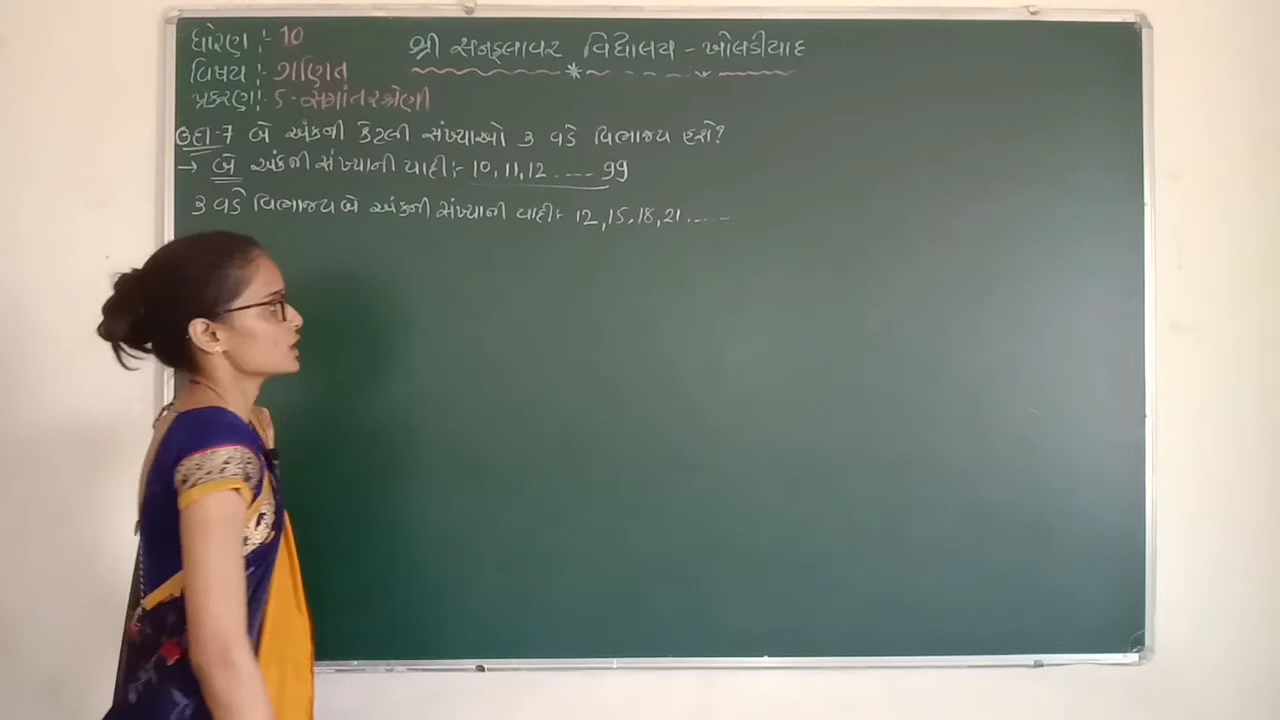 ધોરણ :- 10
શ્રી સનફ્લાવર વિદ્યાલય - ખોલડીયાદ
વિષય :- ગણિત
પ્રકરણ :- 5 - સમાંતર શ્રેણી
ઉદા-7 બે અંકની કેટલી સંખ્યાઓ 3 વડે વિભાજ્ય હશે?
→ બે અંકની સંખ્યાની યાદી :- 10, 11, 12 ..... 99
3 વડે વિભાજ્ય બે અંકની સંખ્યાની યાદી :- 12, 15, 18, 21 .....